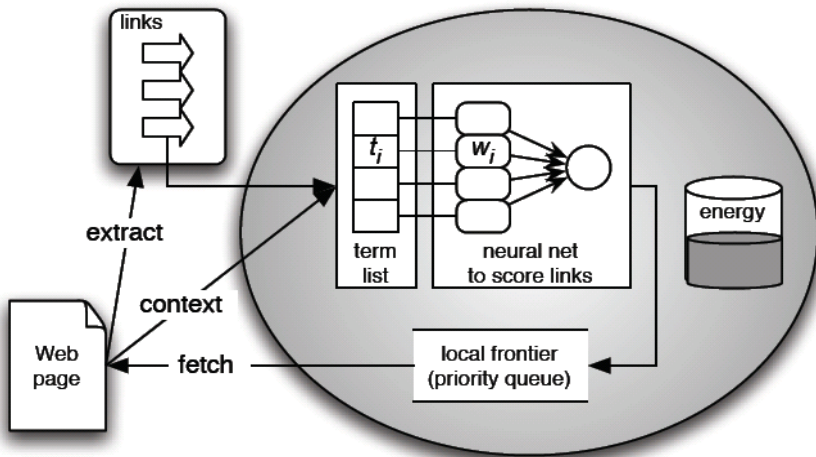 links
t_i
w_i
energy
extract
term
list
neural net
to score links
context
Web
page
fetch
local frontier
(priority queue)